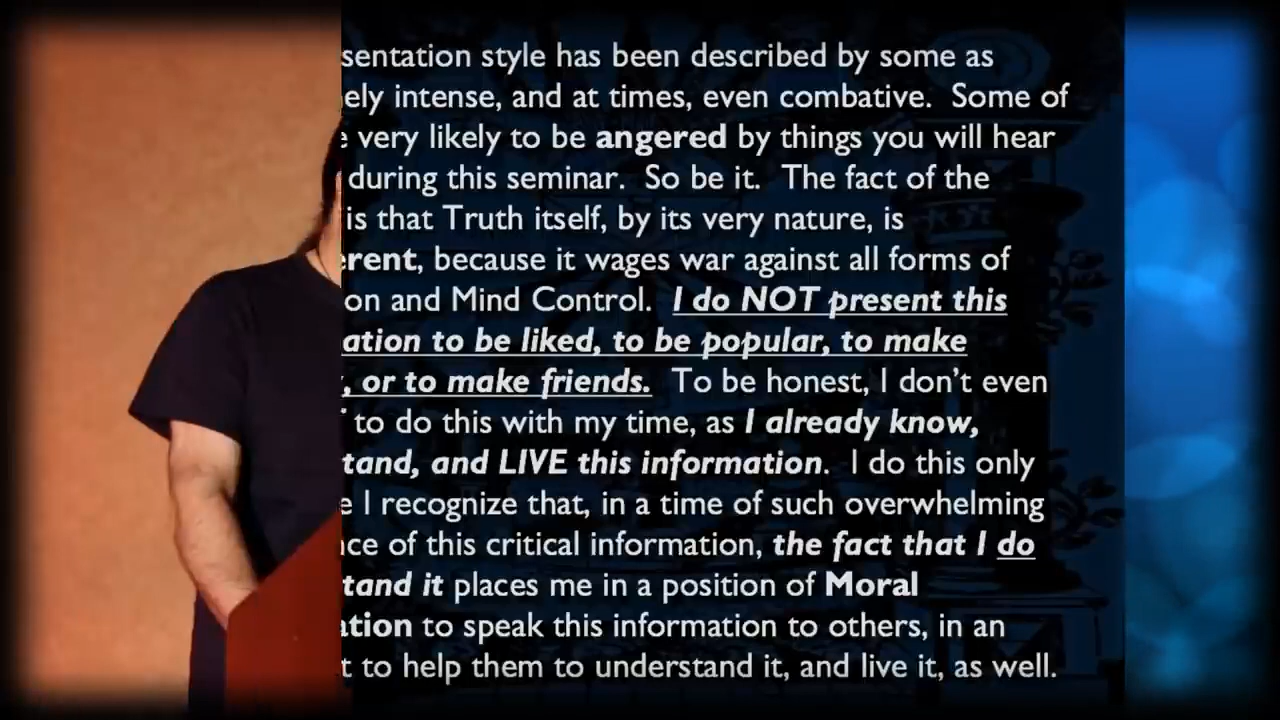 sentation style has been described by some as
ely intense, and at times, even combative. Some of
e very likely to be angered by things you will hear
during this seminar. So be it. The fact of the
is that Truth itself, by its very nature, is
erent, because it wages war against all forms of
on and Mind Control. I do NOT present this
ation to be liked, to be popular, to make
, or to make friends. To be honest, I don't even
to do this with my time, as I already know,
tand, and LIVE this information. I do this only
e I recognize that, in a time of such overwhelming
nce of this critical information, the fact that I do
tand it places me in a position of Moral
ation to speak this information to others, in an
t to help them to understand it, and live it, as well.